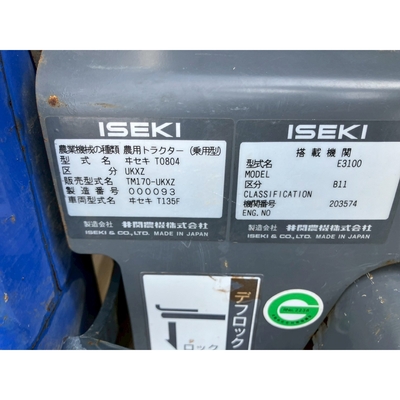 ISEKI
農業機械の種類 農用トラクター(乗用型)
型式名 ヰセキ T0804
区分 UKXZ
販売型式名 TM170-UKXZ
製造番号 000093
車両型式名 ヰセキ T135F
製造会社 井関農機株式会社
ISEKI & CO., LTD. MADE IN JAPAN
ISEKI
搭載機関
型式名 E3100
MODEL
区分 B11
CLASSIFICATION
機関番号 203574
ENG.NO
製造会社 井関農機株式会社
ISEKI & CO., LTD. MADE IN JAPAN
デフロック
ロック